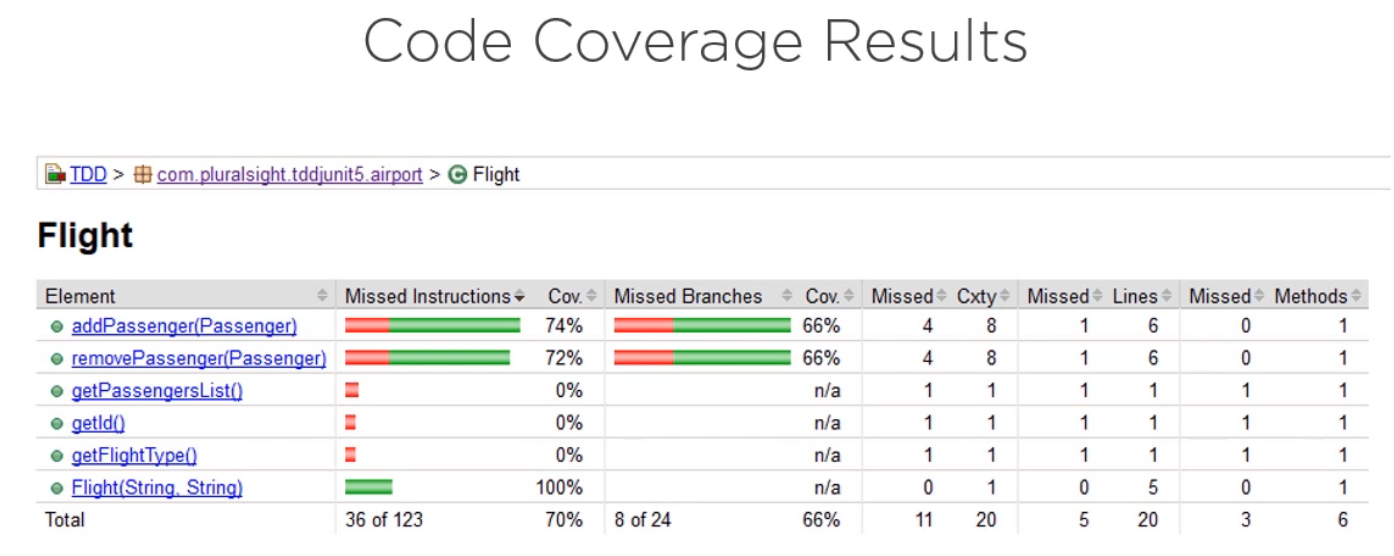 Code Coverage Results
TDD > com.pluralsight.tddjunit5.airport > Flight
Flight
Element Missed Instructions Cov. Missed Branches Cov. Missed Cxty Missed Lines Missed Methods
addPassenger(Passenger) 74% 66% 4 8 1 6 0 1
removePassenger(Passenger) 72% 66% 4 8 1 6 0 1
getPassengersList() 0% n/a 1 1 1 1 1 1
getId() 0% n/a 1 1 1 1 1 1
getFlightType() 0% n/a 1 1 1 1 1 1
Flight(String, String) 100% n/a 0 1 0 5 0 1
Total 36 of 123 70% 8 of 24 66% 11 20 5 20 3 6